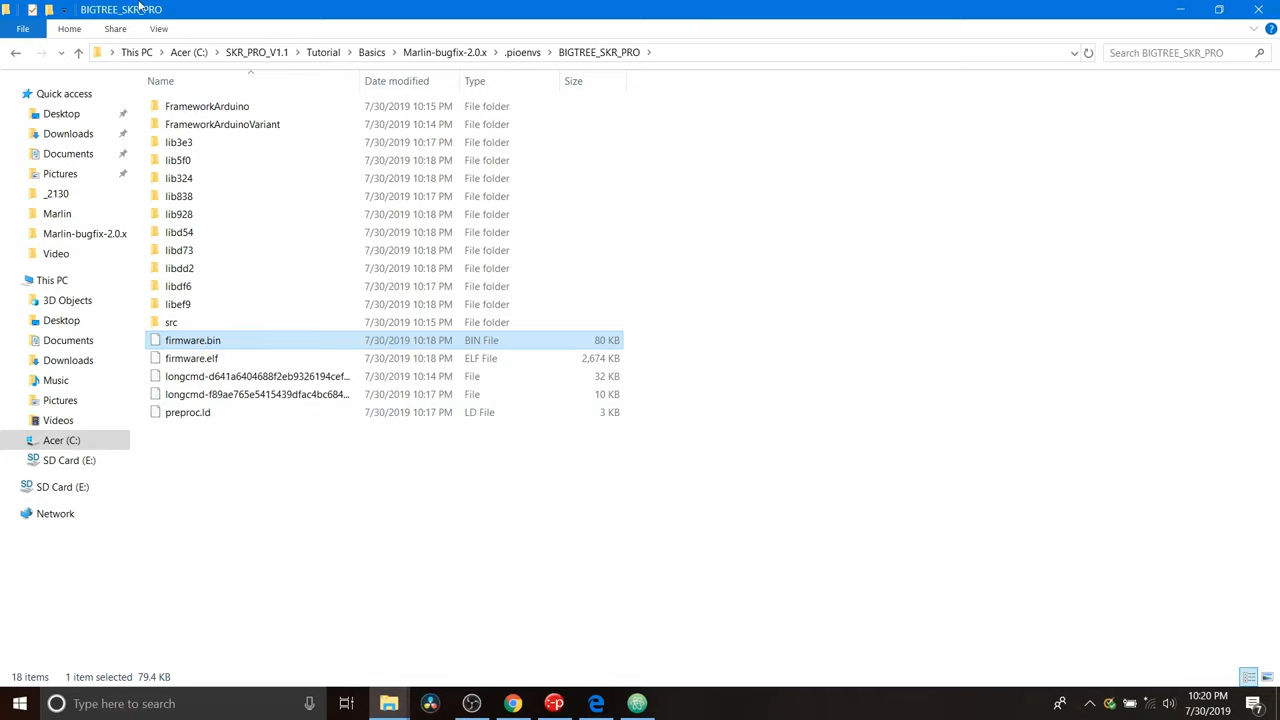 BIGTREE_SKR_PRO
File Home Share View
This PC Acer (C:) SKR_PRO_V1.1 Tutorial Basics Marlin-bugfix-2.0.x .pioenvs BIGTREE_SKR_PRO
Search BIGTREE_SKR_PRO
Quick access
Desktop
Downloads
Documents
Pictures
_2130
Marlin
Marlin-bugfix-2.0.x
Video
This PC
3D Objects
Desktop
Documents
Downloads
Music
Pictures
Videos
Acer (C:)
SD Card (E:)
SD Card (E:)
Network
Name Date modified Type Size
FrameworkArduino 7/30/2019 10:15 PM File folder
FrameworkArduinoVariant 7/30/2019 10:14 PM File folder
lib3e3 7/30/2019 10:17 PM File folder
lib5f0 7/30/2019 10:18 PM File folder
lib324 7/30/2019 10:18 PM File folder
lib838 7/30/2019 10:17 PM File folder
lib928 7/30/2019 10:18 PM File folder
libd54 7/30/2019 10:18 PM File folder
libd73 7/30/2019 10:18 PM File folder
libdd2 7/30/2019 10:18 PM File folder
libdf6 7/30/2019 10:17 PM File folder
libef9 7/30/2019 10:18 PM File folder
src 7/30/2019 10:15 PM File folder
firmware.bin 7/30/2019 10:18 PM BIN File 80 KB
firmware.elf 7/30/2019 10:18 PM ELF File 2,674 KB
longcmd-d641a6404688f2eb9326194cef... 7/30/2019 10:14 PM File 32 KB
longcmd-f89ae765e5415439dfac4bc684... 7/30/2019 10:17 PM File 10 KB
preproc.ld 7/30/2019 10:17 PM LD File 3 KB
18 items 1 item selected 79.4 KB
Type here to search
10:20 PM
7/30/2019
7